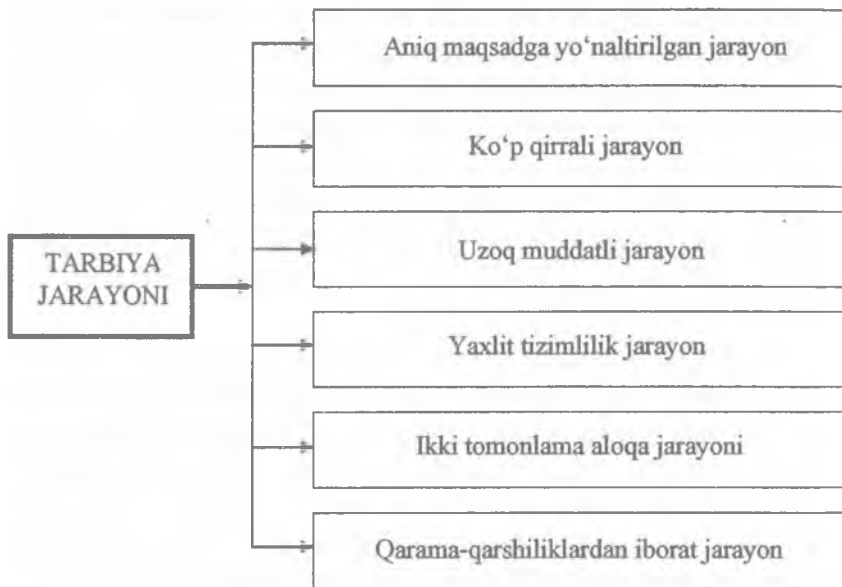 Aniq maqsadga yo‘naltirilgan jarayon
Ko‘p qirrali jarayon
Uzoq muddatli jarayon
TARBIYA
JARAYONI
Yaxlit tizimlilik jarayon
Ikki tomonlama aloqa jarayoni
Qarama-qarshiliklardan iborat jarayon